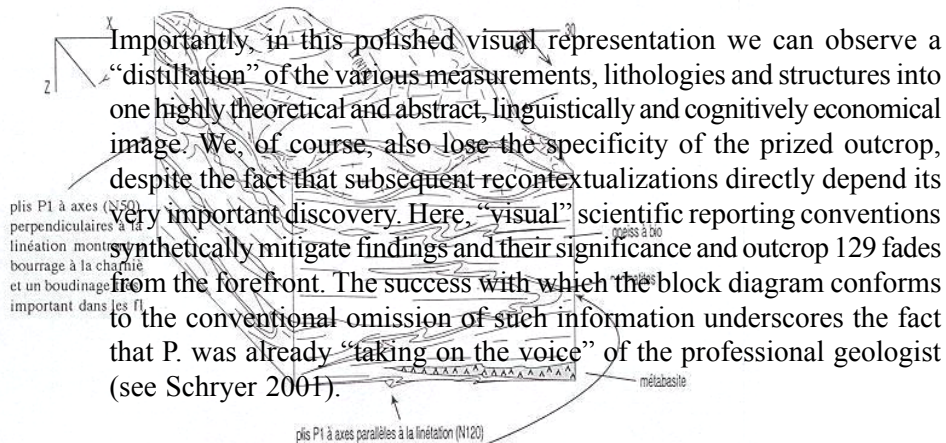 X
Z
30
Importantly, in this polished visual representation we can observe a
“distillation” of the various measurements, lithologies and structures into
one highly theoretical and abstract, linguistically and cognitively economical
image. We, of course, also lose the specificity of the prized outcrop,
despite the fact that subsequent recontextualizations directly depend its
very important discovery. Here, “visual” scientific reporting conventions
synthetically mitigate findings and their significance and outcrop 129 fades
from the forefront. The success with which the block diagram conforms
to the conventional omission of such information underscores the fact
that P. was already “taking on the voice” of the professional geologist
(see Schryer 2001).
plis P1 à axes (N50)
perpendiculaires à la
linéation
bourrage à la
et un boudinage
important dans les
à bio
métabasite
plis P1 à axes parallèles à la linétation (N120)